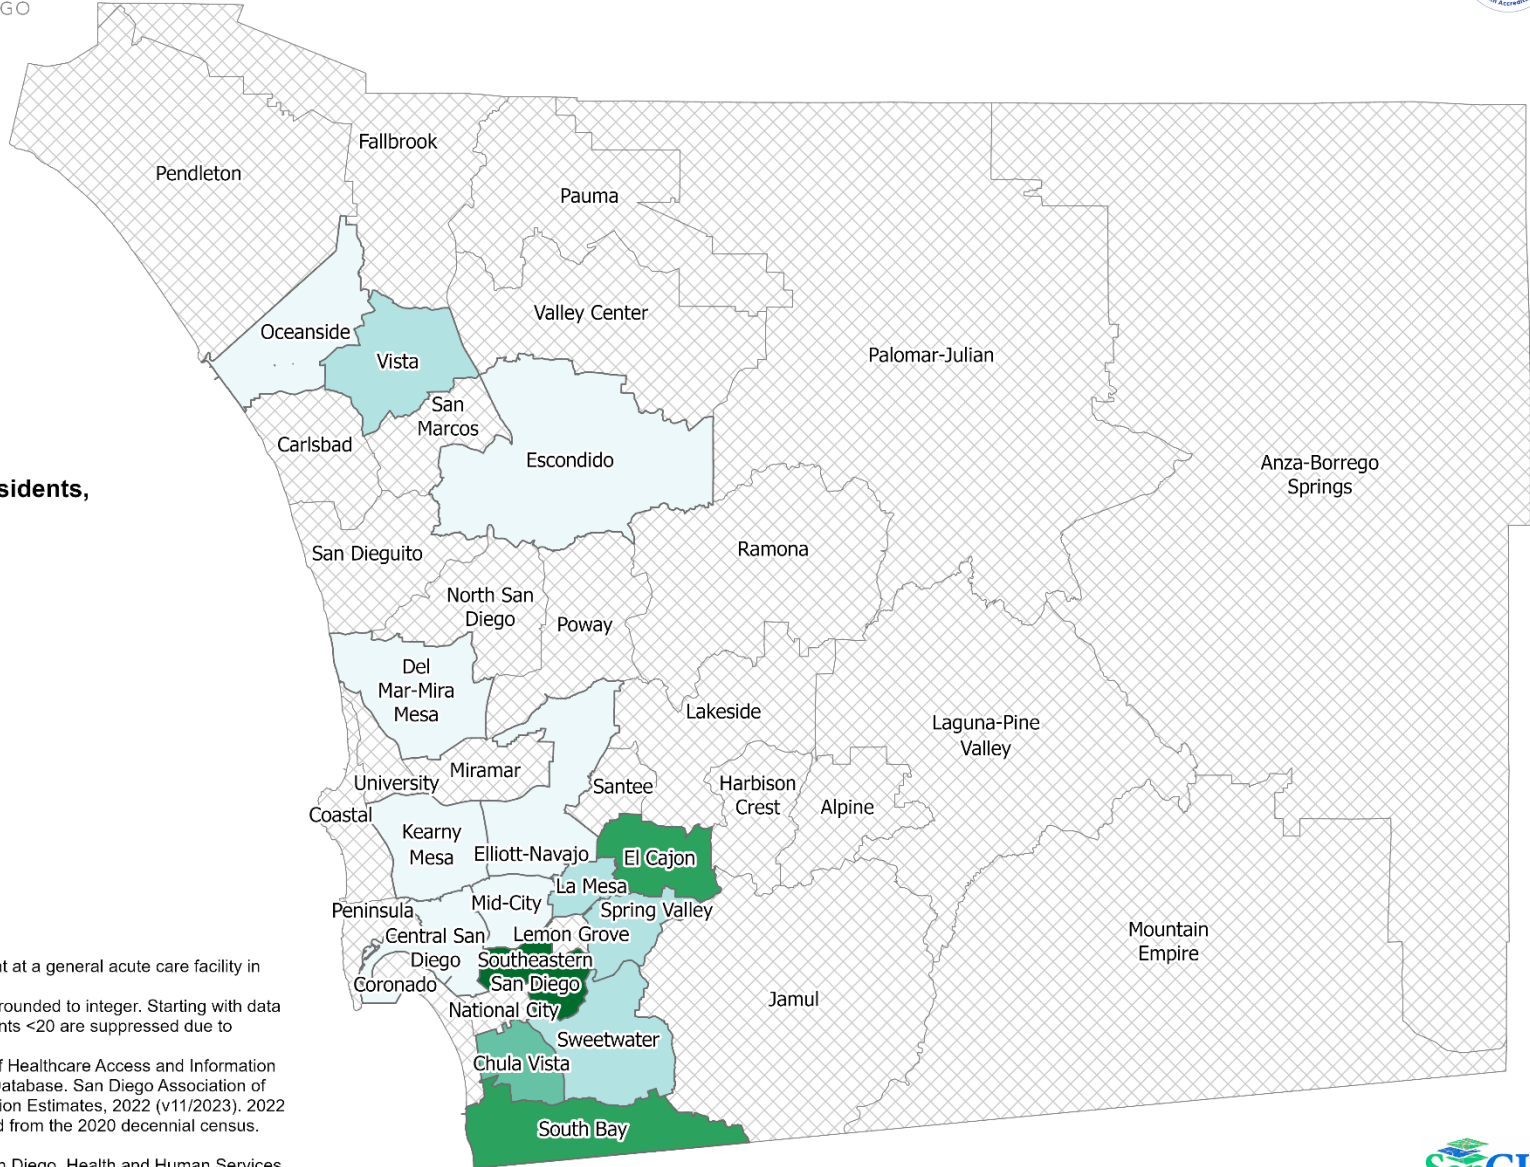 GO
Fallbrook
Pendleton
Pauma
Valley Center
Oceanside
Vista
Palomar-Julian
San
Marcos
Carlsbad
Escondido
Anza-Borrego
Springs
sidents,
San Dieguito
Ramona
North San
Diego
Poway
Del
Mar-Mira
Mesa
Lakeside
Laguna-Pine
Valley
University
Miramar
Santee
Harbison
Crest
Alpine
Coastal
Kearny
Mesa
Elliott-Navajo
El Cajon
La Mesa
Mid-City
Peninsula
Spring Valley
Central San
Diego
Lemon Grove
Southeastern
San Diego
Coronado
National City
Mountain
Empire
Jamul
Sweetwater
Chula Vista
South Bay
nt at a general acute care facility in
rounded to integer. Starting with data
nts <20 are suppressed due to
f Healthcare Access and Information
Database. San Diego Association of
ion Estimates, 2022 (v11/2023). 2022
d from the 2020 decennial census.
n Diego, Health and Human Services